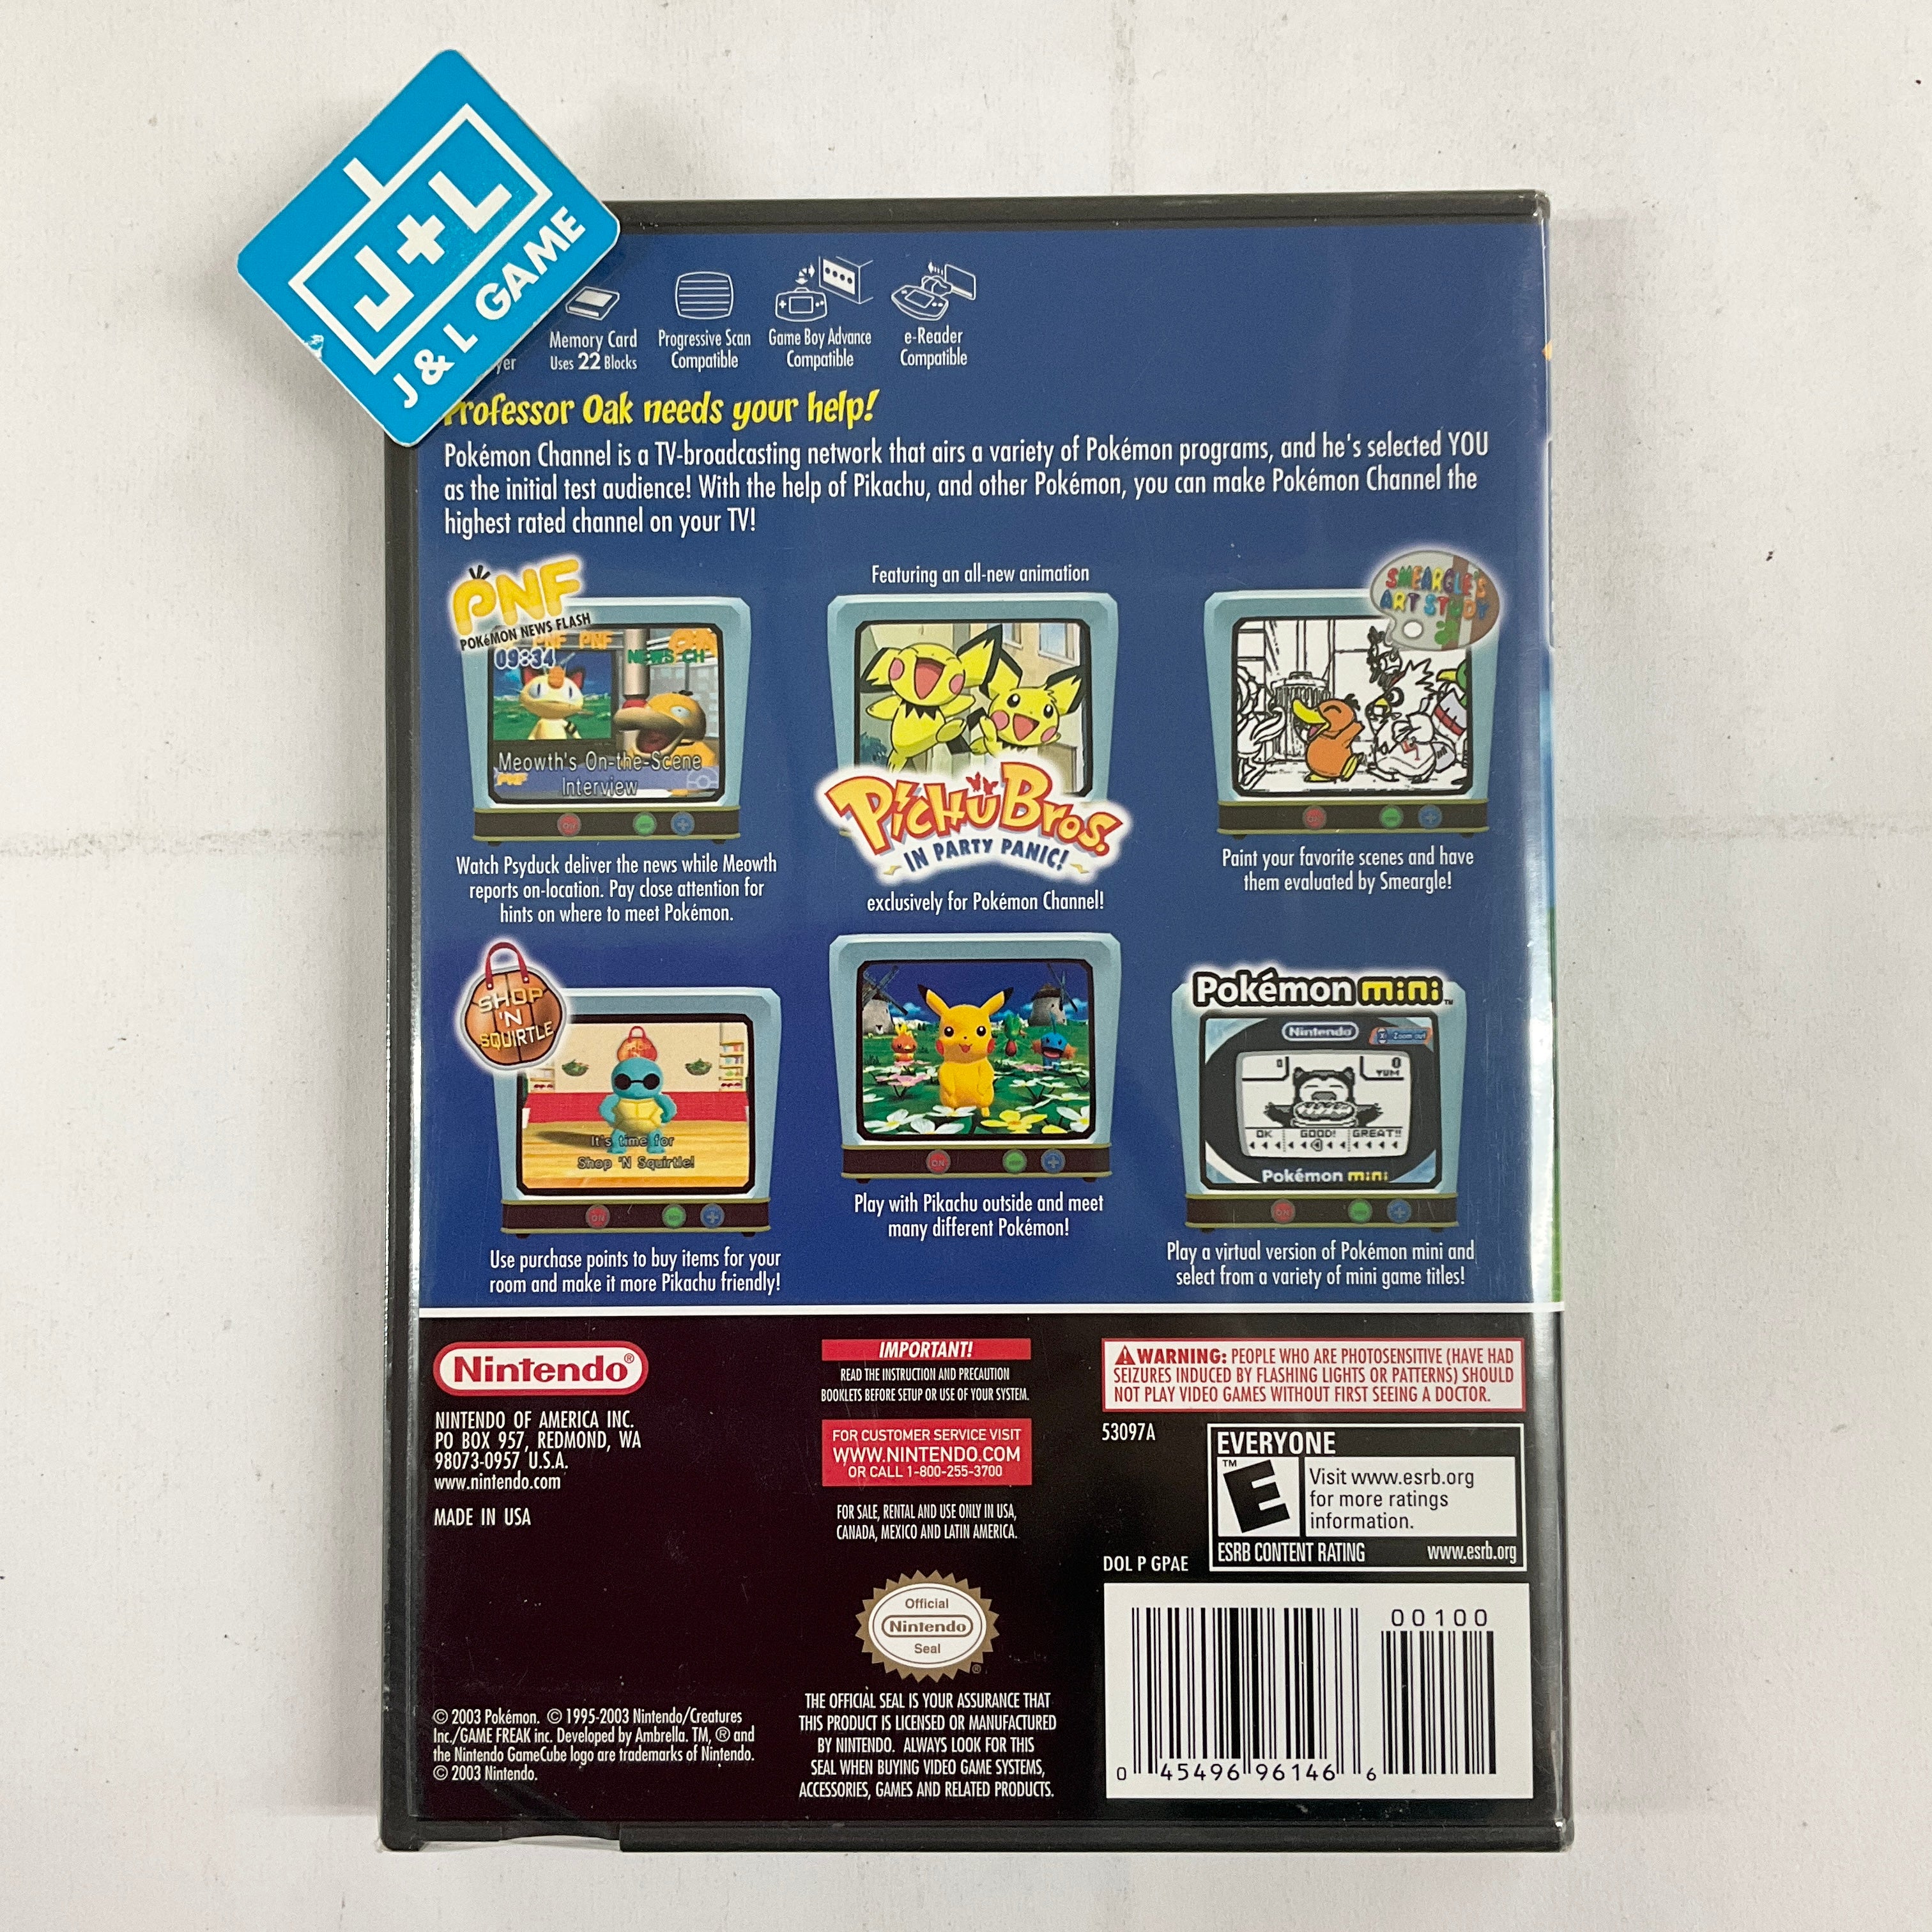 J+L
J & L GAME
Memory Card
Uses 22 Blocks
Progressive Scan
Compatible
Game Boy Advance
Compatible
e-Reader
Compatible
Professor Oak needs your help!
Pokémon Channel is a TV-broadcasting network that airs a variety of Pokémon programs, and he's selected YOU
as the initial test audience! With the help of Pikachu, and other Pokémon, you can make Pokémon Channel the
highest rated channel on your TV!
PNF
POKéMON NEWS FLASH
PNF PNF
09:34
NEWS CH
Meowth's On-the-Scene
Interview
PNF
Watch Psyduck deliver the news while Meowth
reports on-location. Pay close attention for
hints on where to meet Pokémon.
Featuring an all-new animation
PICHU BROS.
IN PARTY PANIC!
exclusively for Pokémon Channel!
SMEARGLE'S
ART STUDY
Paint your favorite scenes and have
them evaluated by Smeargle!
SHOP
'N
SQUIRTLE
It's time for
Shop 'N Squirtle!
ON
Use purchase points to buy items for your
room and make it more Pikachu friendly!
ON
Play with Pikachu outside and meet
many different Pokémon!
Pokémon mini™
Nintendo
Zoom out
0
0
YUM
OK GOOD! GREAT!!
Pokémon mini
Play a virtual version of Pokémon mini and
select from a variety of mini game titles!
Nintendo®
NINTENDO OF AMERICA INC.
PO BOX 957, REDMOND, WA
98073-0957 U.S.A.
www.nintendo.com
MADE IN USA
© 2003 Pokémon. © 1995-2003 Nintendo/Creatures
Inc./GAME FREAK inc. Developed by Ambrella. TM, ® and
the Nintendo GameCube logo are trademarks of Nintendo.
© 2003 Nintendo.
IMPORTANT!
READ THE INSTRUCTION AND PRECAUTION
BOOKLETS BEFORE SETUP OR USE OF YOUR SYSTEM.
FOR CUSTOMER SERVICE VISIT
WWW.NINTENDO.COM
OR CALL 1-800-255-3700
FOR SALE, RENTAL AND USE ONLY IN USA,
CANADA, MEXICO AND LATIN AMERICA.
Official
Nintendo
Seal
®
THE OFFICIAL SEAL IS YOUR ASSURANCE THAT
THIS PRODUCT IS LICENSED OR MANUFACTURED
BY NINTENDO. ALWAYS LOOK FOR THIS
SEAL WHEN BUYING VIDEO GAME SYSTEMS,
ACCESSORIES, GAMES AND RELATED PRODUCTS.
WARNING: PEOPLE WHO ARE PHOTOSENSITIVE (HAVE HAD
SEIZURES INDUCED BY FLASHING LIGHTS OR PATTERNS) SHOULD
NOT PLAY VIDEO GAMES WITHOUT FIRST SEEING A DOCTOR.
53097A
EVERYONE
™
E
Visit www.esrb.org
for more ratings
information.
ESRB CONTENT RATING www.esrb.org
DOL P GPAE
00100
0 45496 96146 6